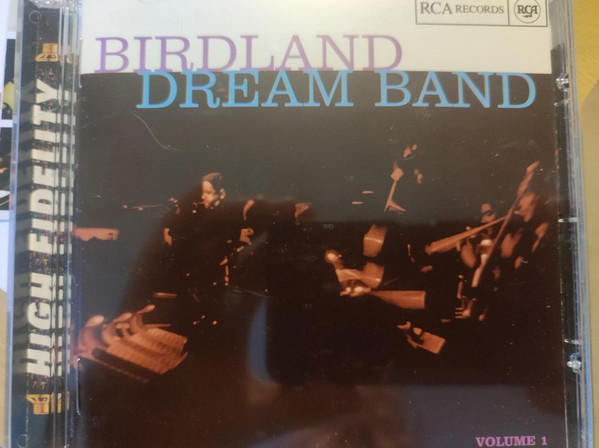 RCA RECORDS
RCA
BIRDLAND
DREAM BAND
HIGH FIDELITY
VOLUME 1